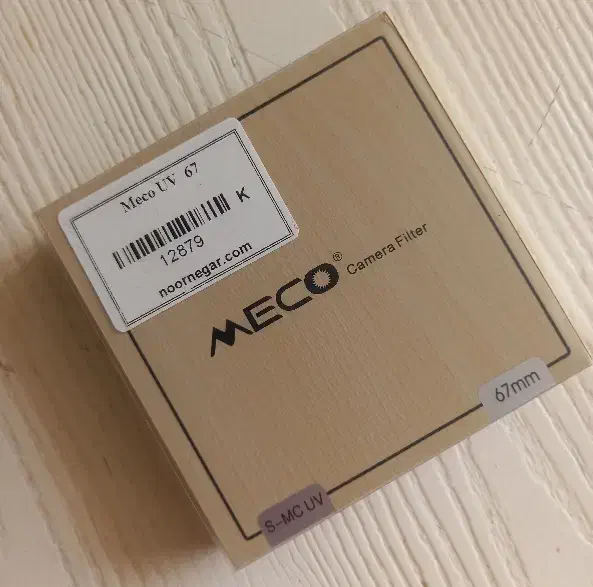 Meco UV 67
K
12879
noornegar.com
MECO® Camera Filter
67mm
S-MC UV